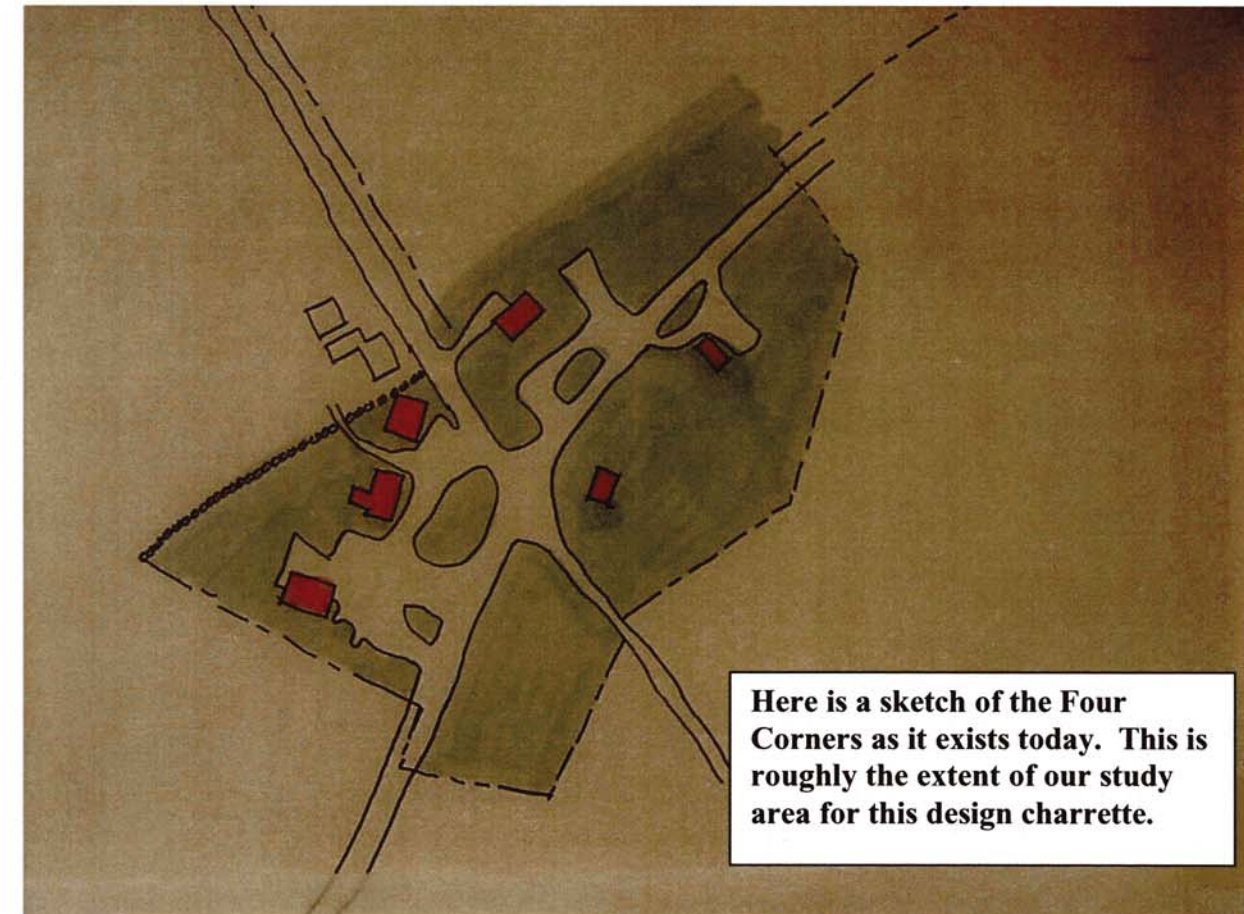 Here is a sketch of the Four
Corners as it exists today.  This is
roughly the extent of our study
area for this design charrette.